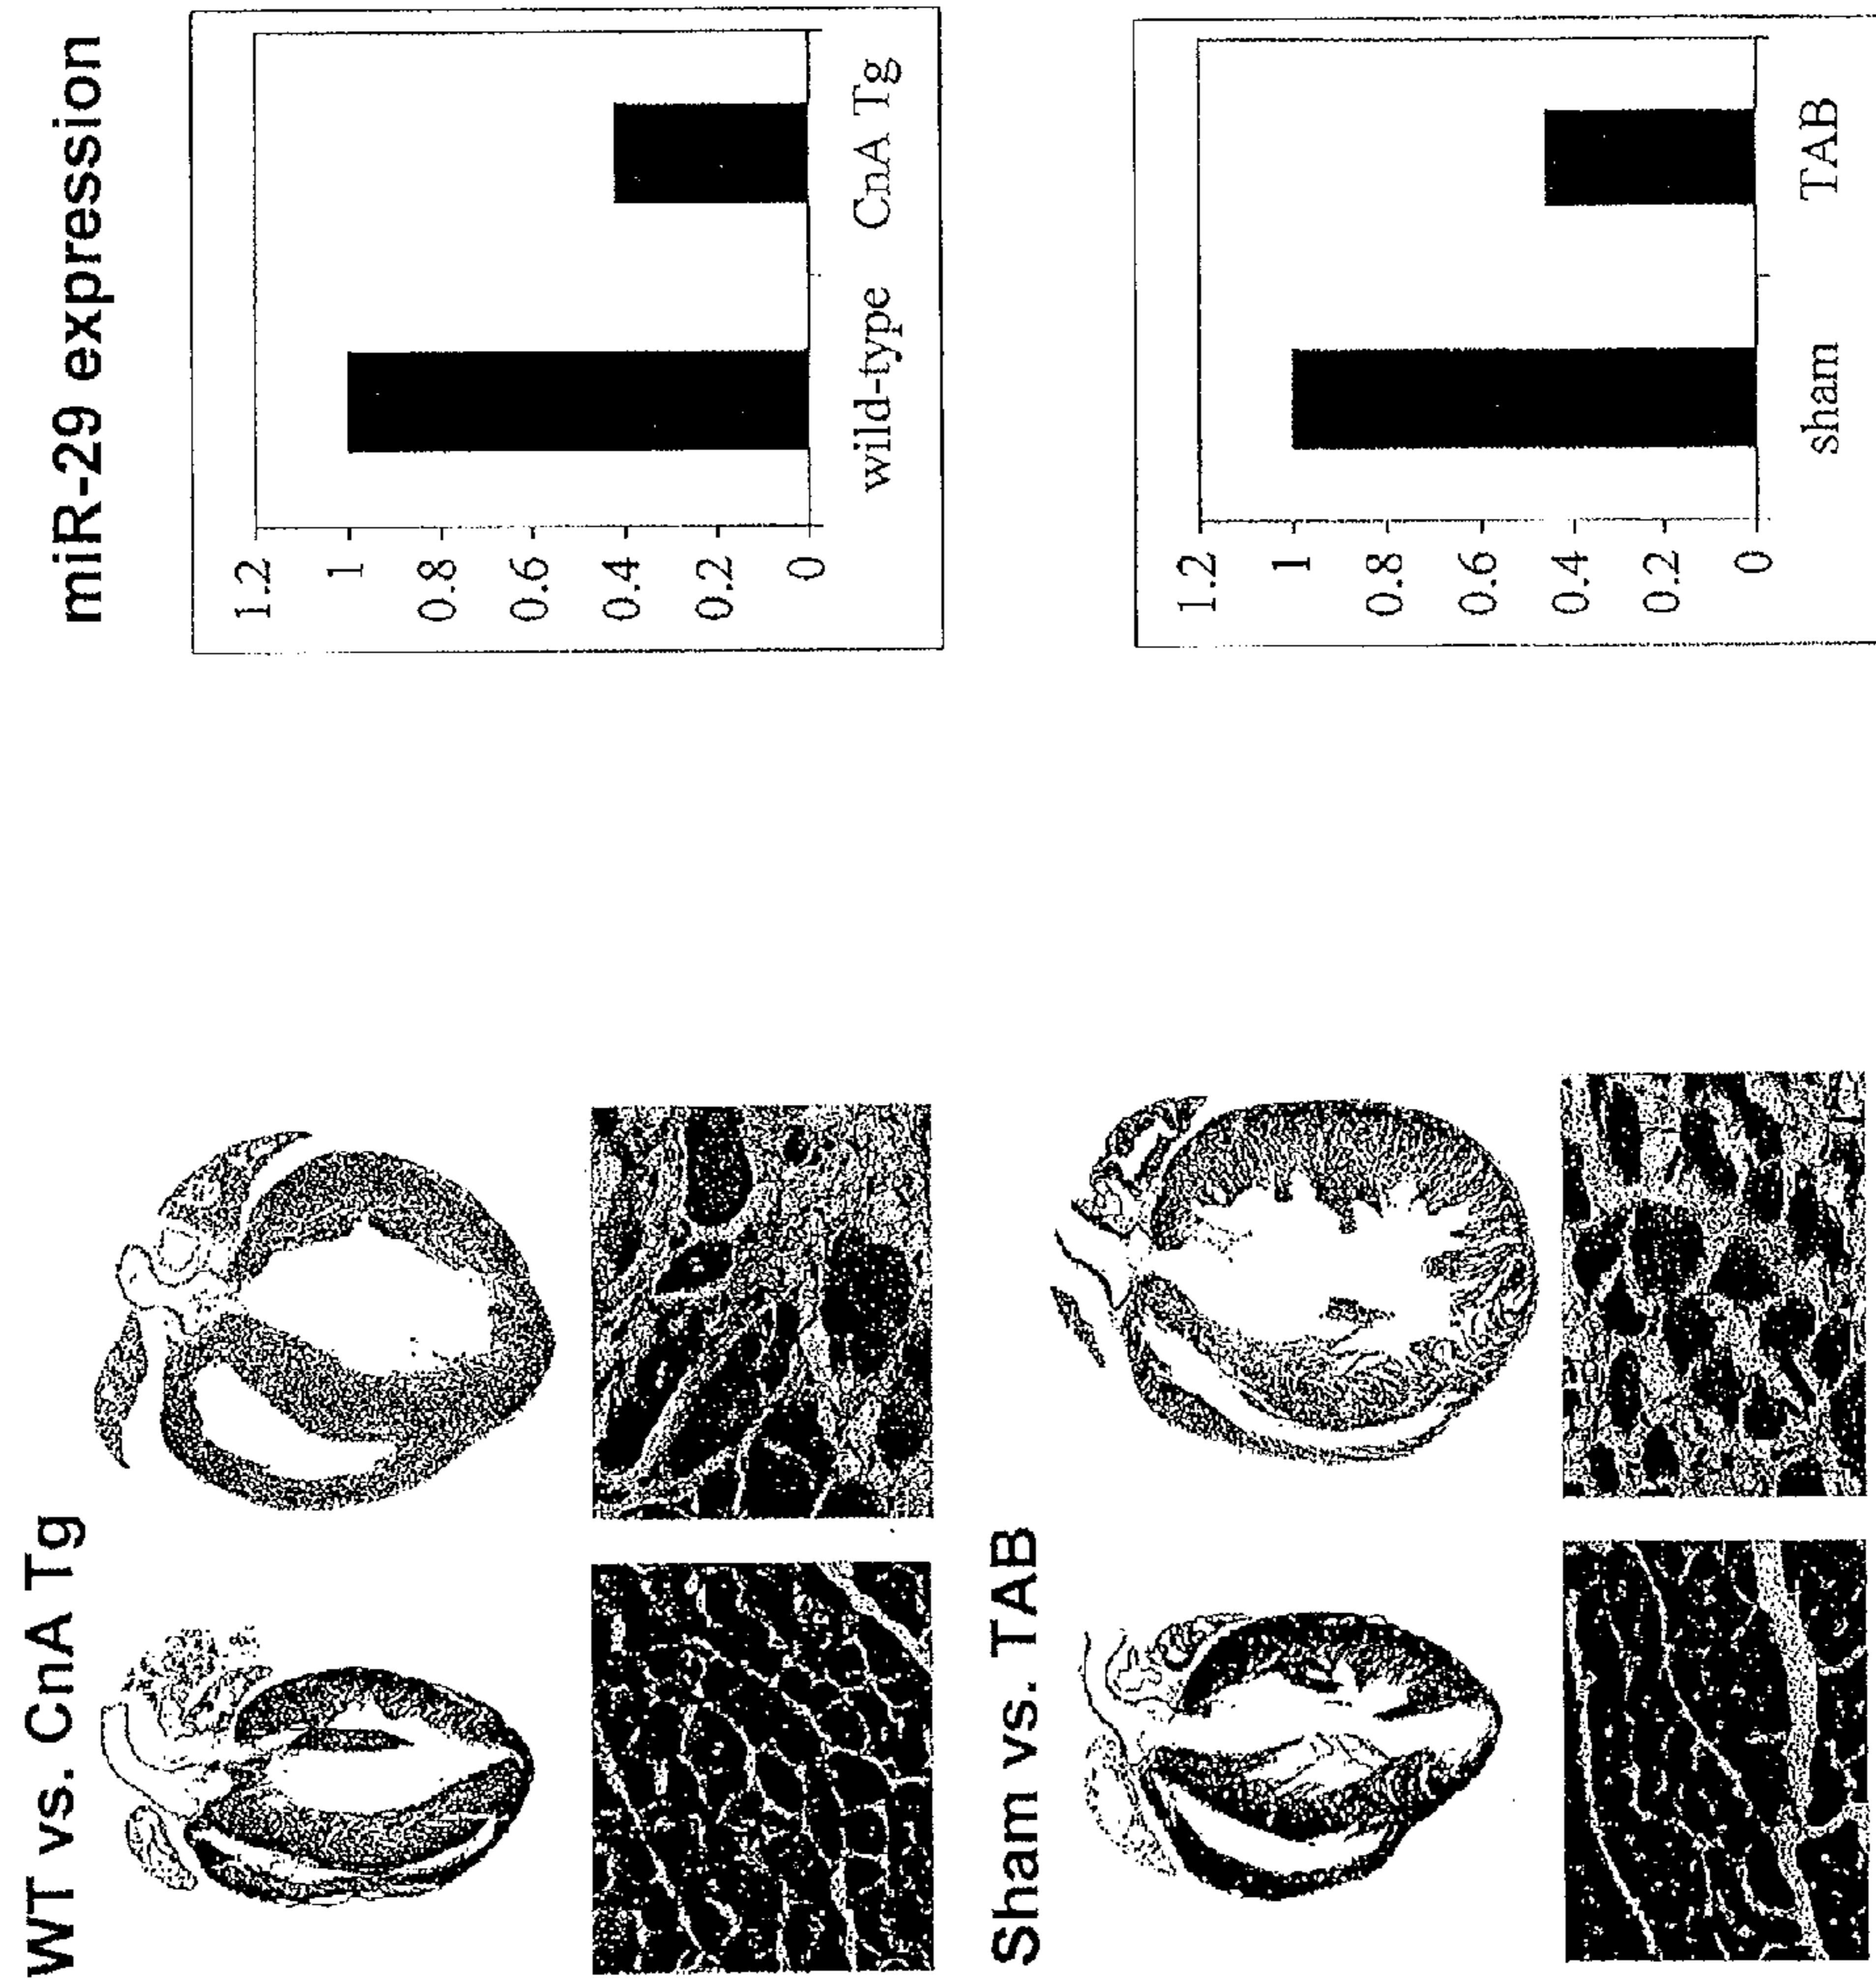 WT vs. CnA Tg
miR-29 expression
1.2
1
0.8
0.6
0.4
0.2
0
wild-type CnA Tg
Sham vs. TAB
1.2
1
0.8
0.6
0.4
0.2
0
sham TAB